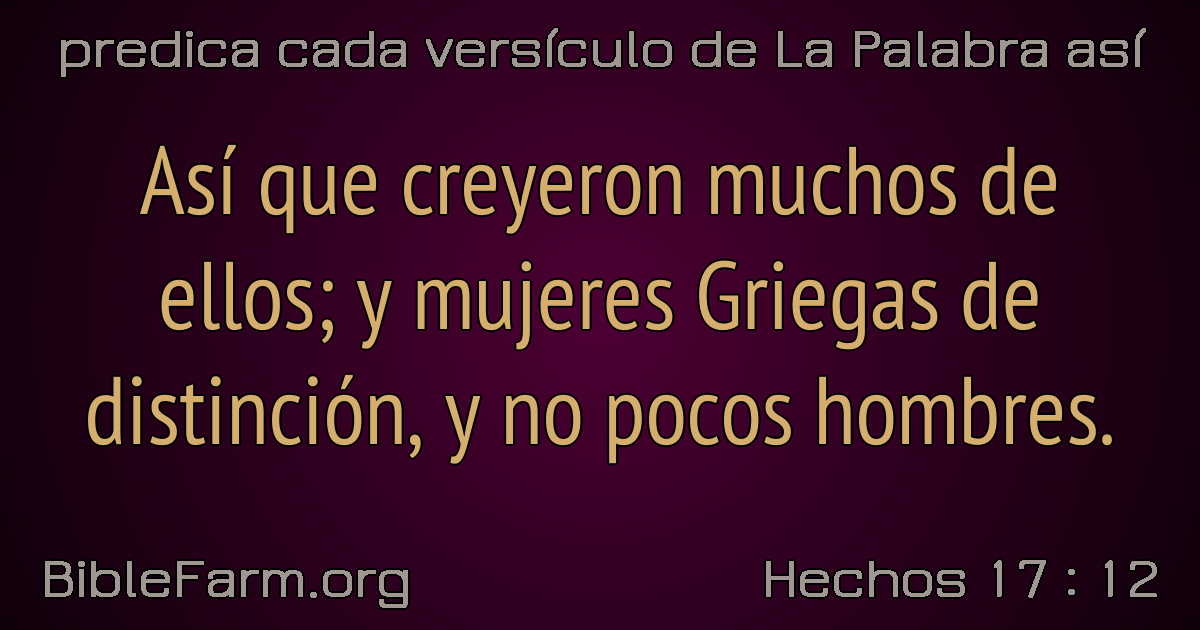 predica cada versículo de La Palabra así
Así que creyeron muchos de
ellos; y mujeres Griegas de
distinción, y no pocos hombres.
BibleFarm.org
Hechos 17 : 12